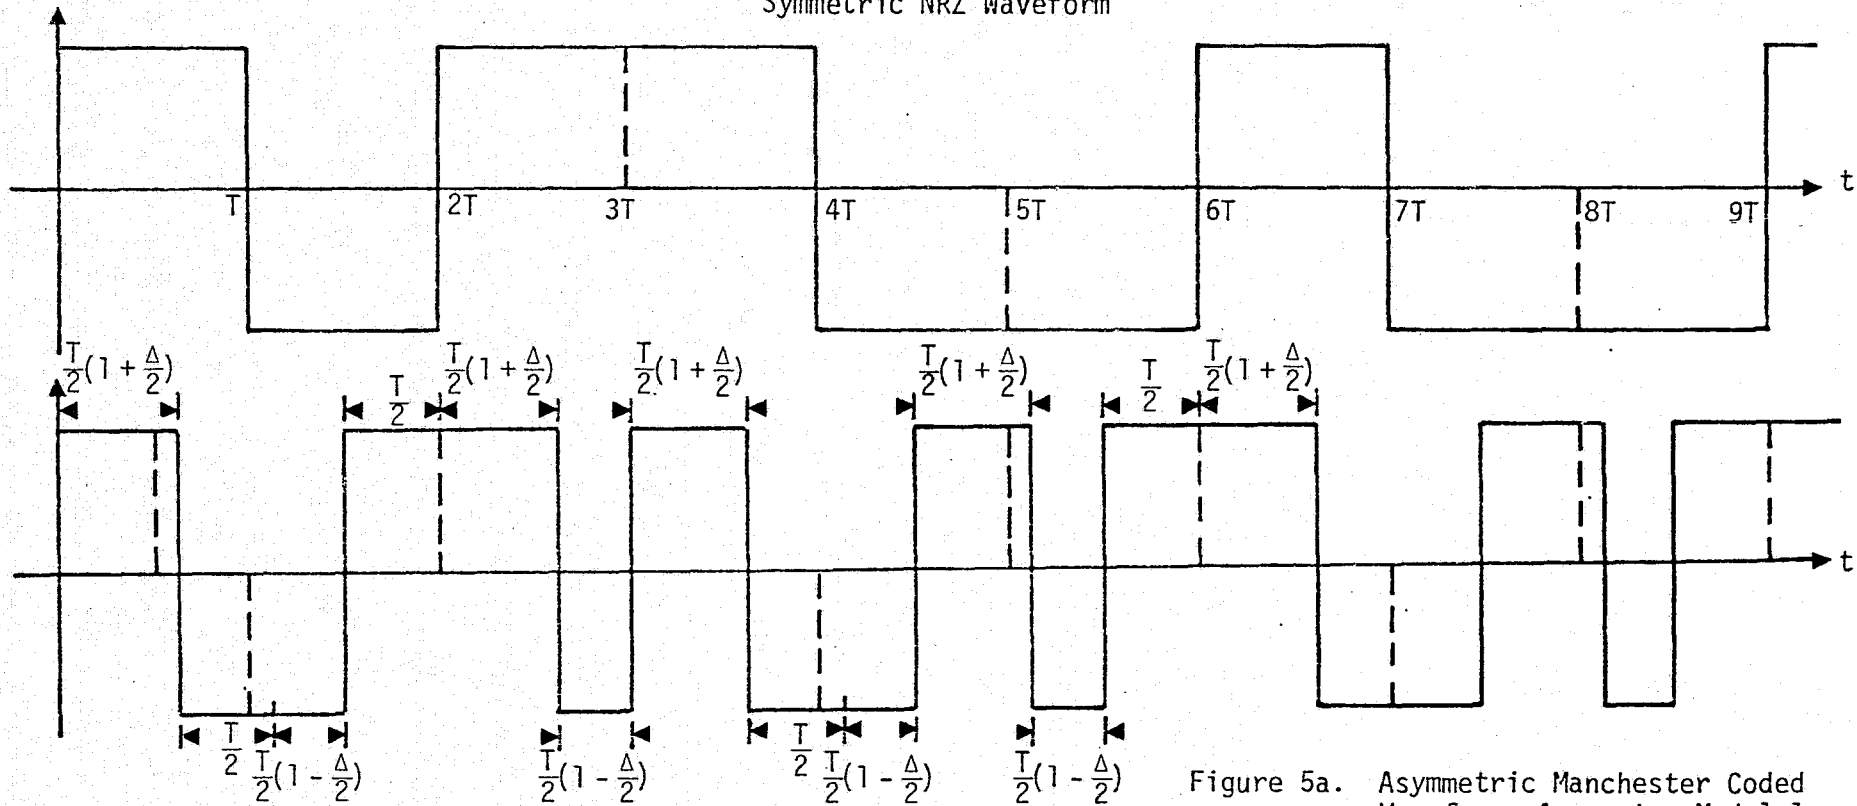 Symmetric NRZ Waveform
t
T 2T 3T 4T 5T 6T 7T 8T 9T
T/2(1 + Δ/2) T/2 T/2(1 + Δ/2) T/2(1 + Δ/2) T/2(1 + Δ/2) T/2 T/2(1 + Δ/2)
t
T/2 T/2(1 - Δ/2) T/2(1 - Δ/2) T/2 T/2(1 - Δ/2) T/2(1 - Δ/2)
Figure 5a. Asymmetric Manchester Coded